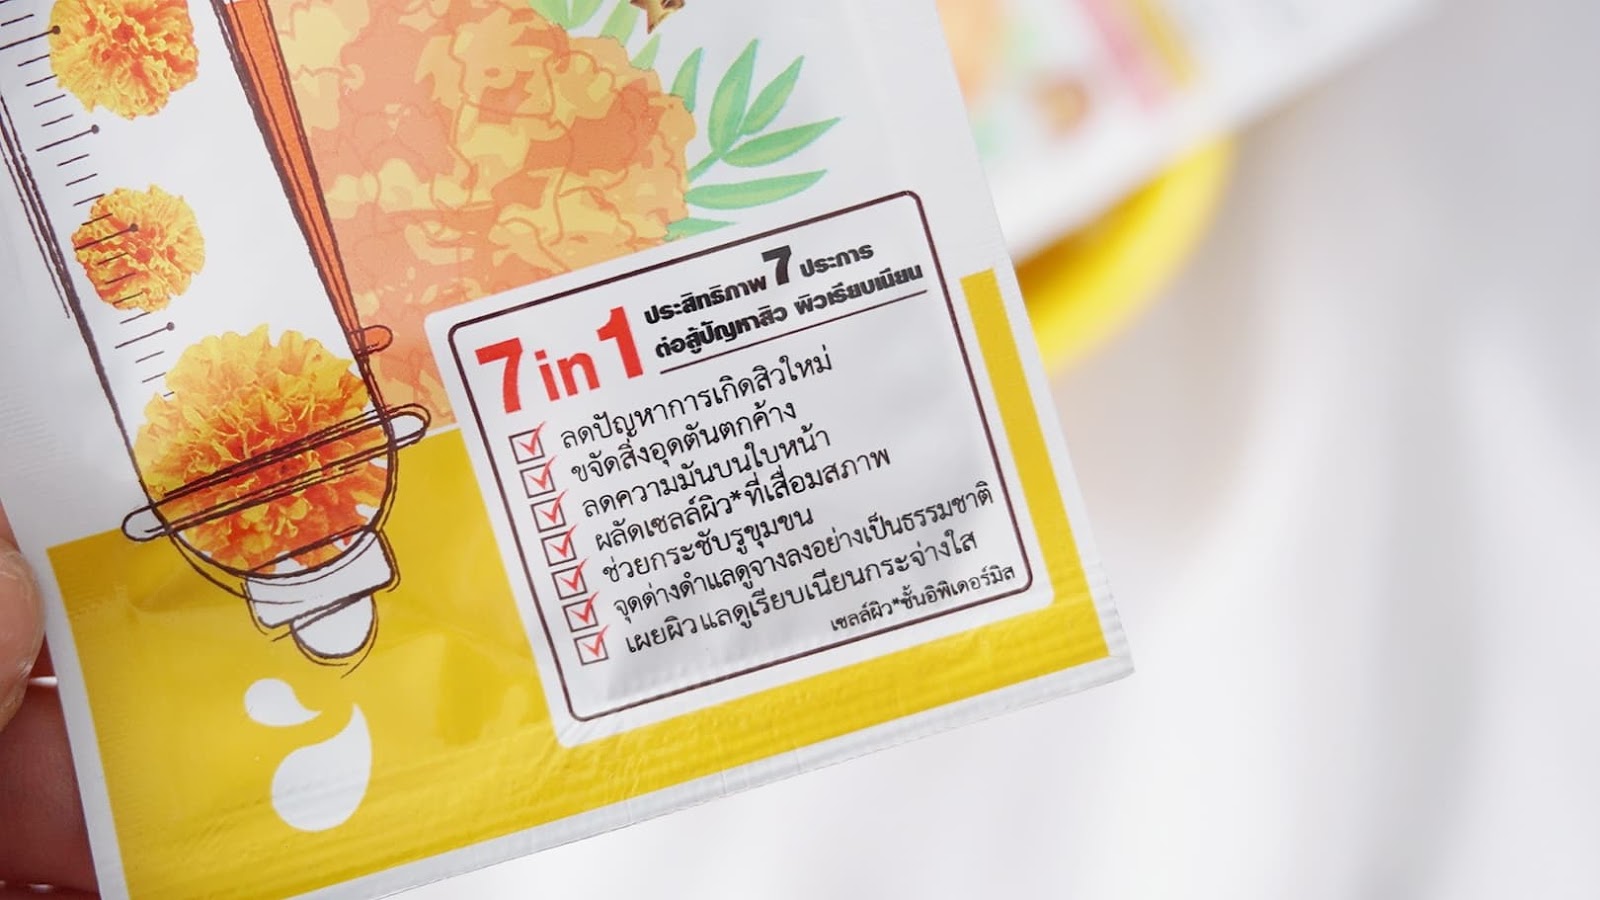 7 in 1
ประสิทธิภาพ 7 ประการ
ต่อสู้ปัญหาสิว ผิวเรียบเนียน
ลดปัญหาการเกิดสิวใหม่
ขจัดสิ่งอุดตันตกค้าง
ลดความมันบนใบหน้า
ผลัดเซลล์ผิว*ที่เสื่อมสภาพ
ช่วยกระชับรูขุมขน
จุดด่างดำแลดูจางลงอย่างเป็นธรรมชาติ
เผยผิวแลดูเรียบเนียนกระจ่างใส
เซลล์ผิว*ชั้นอิพิเดอร์มิส